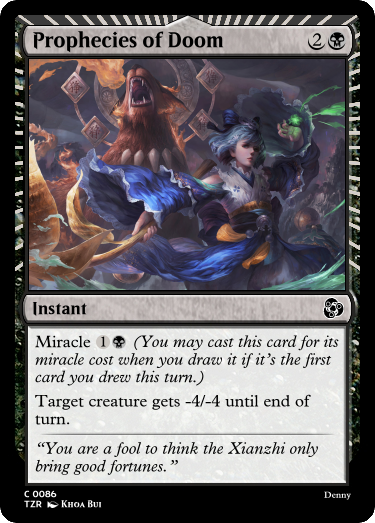 Prophecies of Doom 2
Instant
Miracle 1 (You may cast this card for its
miracle cost when you draw it if it's the first
card you drew this turn.)
Target creature gets -4/-4 until end of
turn.
"You are a fool to think the Xianzhi only
bring good fortunes."
C 0086 Denny
TZR Khoa Bui